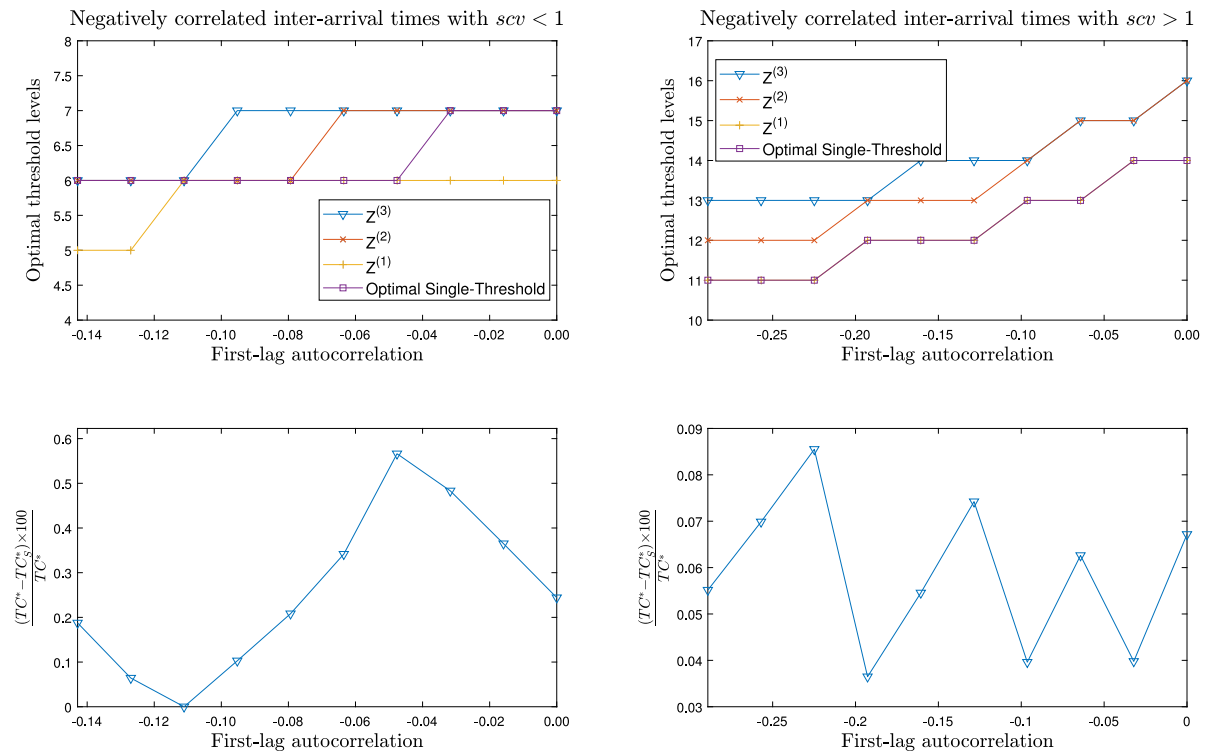 Negatively correlated inter-arrival times with scv < 1
Optimal threshold levels
8
7.5
7
6.5
6
5.5
5
4.5
4
Z(3)
Z(2)
Z(1)
Optimal Single-Threshold
-0.14 -0.12 -0.10 -0.08 -0.06 -0.04 -0.02 0.00
First-lag autocorrelation
Negatively correlated inter-arrival times with scv > 1
Optimal threshold levels
17
16
15
14
13
12
11
10
Z(3)
Z(2)
Z(1)
Optimal Single-Threshold
-0.25 -0.20 -0.15 -0.10 -0.05 0.00
First-lag autocorrelation
(TC*−TC*S)×100
TC*
0.6
0.5
0.4
0.3
0.2
0.1
0
-0.14 -0.12 -0.10 -0.08 -0.06 -0.04 -0.02 0.00
First-lag autocorrelation
(TC*−TC*S)×100
TC*
0.09
0.08
0.07
0.06
0.05
0.04
0.03
-0.25 -0.2 -0.15 -0.1 -0.05 0
First-lag autocorrelation